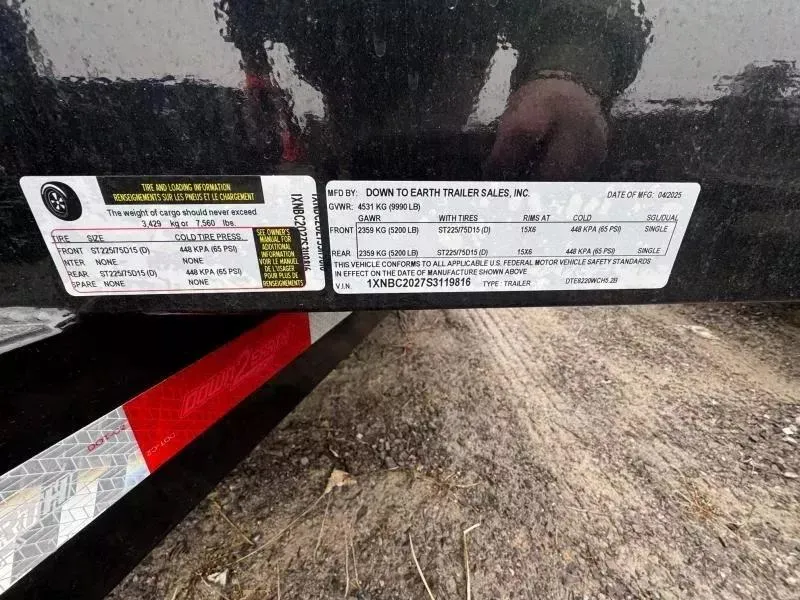 TIRE AND LOADING INFORMATION
RENSEIGNEMENTS SUR LES PNEUS ET LE CHARGEMENT
The weight of cargo should never exceed
3,429 kg or 7,560 lbs.
TIRE SIZE COLD TIRE PRESS.
FRONT ST225/75D15 (D) 448 KPA (65 PSI)
INTER NONE NONE
REAR ST225/75D15 (D) 448 KPA (65 PSI)
SPARE NONE NONE
SEE OWNER'S
MANUAL FOR
ADDITIONAL
INFORMATION
VOIR LE MANUEL
DE L'USAGER
POUR PLUS DE
RENSEIGNEMENTS
1XNBC2027S3119816
MFD BY: DOWN TO EARTH TRAILER SALES, INC. DATE OF MFG: 04/2025
GVWR: 4531 KG (9990 LB)
GAWR WITH TIRES RIMS AT COLD SGL/DUAL
FRONT 2359 KG (5200 LB) ST225/75D15 (D) 15X6 448 KPA (65 PSI) SINGLE
REAR 2359 KG (5200 LB) ST225/75D15 (D) 15X6 448 KPA (65 PSI) SINGLE
THIS VEHICLE CONFORMS TO ALL APPLICABLE U.S. FEDERAL MOTOR VEHICLE SAFETY STANDARDS
IN EFFECT ON THE DATE OF MANUFACTURE SHOWN ABOVE
V.I.N. 1XNBC2027S3119816 TYPE: TRAILER DTE8220WCH5.2B
DOWN2EARTH
DOT-C2